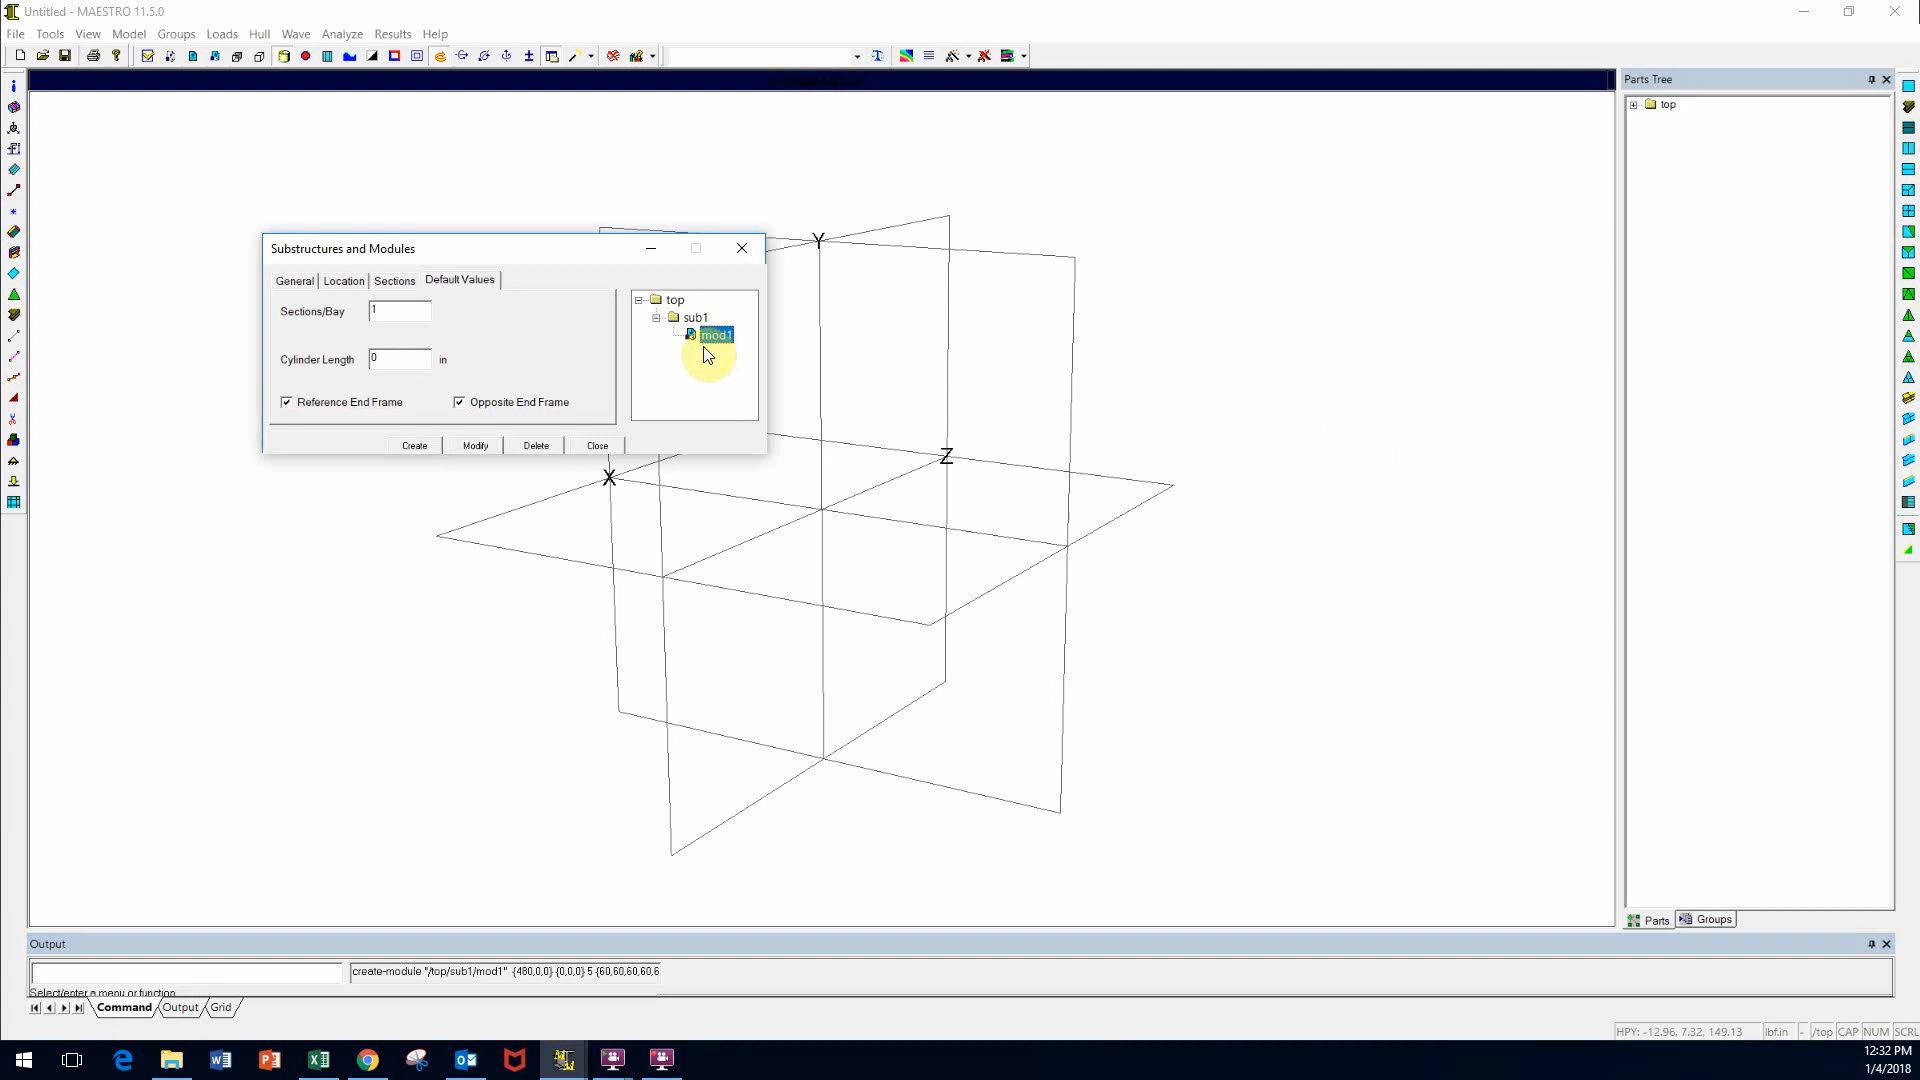 Untitled - MAESTRO 11.5.0
File Tools View Model Groups Loads Hull Wave Analyze Results Help
Parts Tree
top
Substructures and Modules
General Location Sections Default Values
Sections/Bay 1
Cylinder Length 0 in
Reference End Frame Opposite End Frame
top
sub1
mod1
Create Modify Delete Close
Y
Z
X
Parts Groups
Output
create-module "/top/sub1/mod1" {480,0,0} {0,0,0} 5 {60,60,60,60,6
Select/enter a menu or function
Command Output Grid
HPY: -12.96, 7.32, 149.13 lbf.in - /top CAP NUM SCRL
12:32 PM
1/4/2018